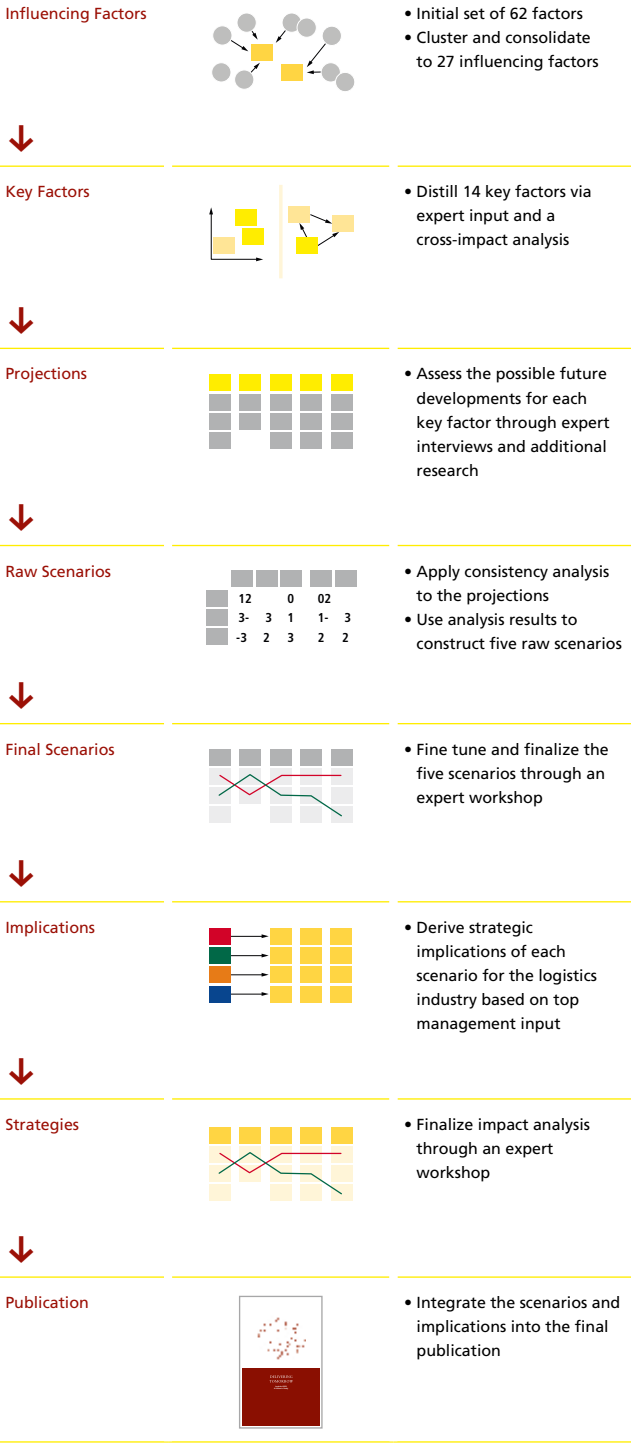 Influencing Factors
• Initial set of 62 factors
• Cluster and consolidate
to 27 influencing factors
Key Factors
• Distill 14 key factors via
expert input and a
cross-impact analysis
Projections
• Assess the possible future
developments for each
key factor through expert
interviews and additional
research
Raw Scenarios
12 0 02
3- 3 1 1- 3
-3 2 3 2 2
• Apply consistency analysis
to the projections
• Use analysis results to
construct five raw scenarios
Final Scenarios
• Fine tune and finalize the
five scenarios through an
expert workshop
Implications
• Derive strategic
implications of each
scenario for the logistics
industry based on top
management input
Strategies
• Finalize impact analysis
through an expert
workshop
Publication
DELIVERING
TOMORROW
• Integrate the scenarios and
implications into the final
publication